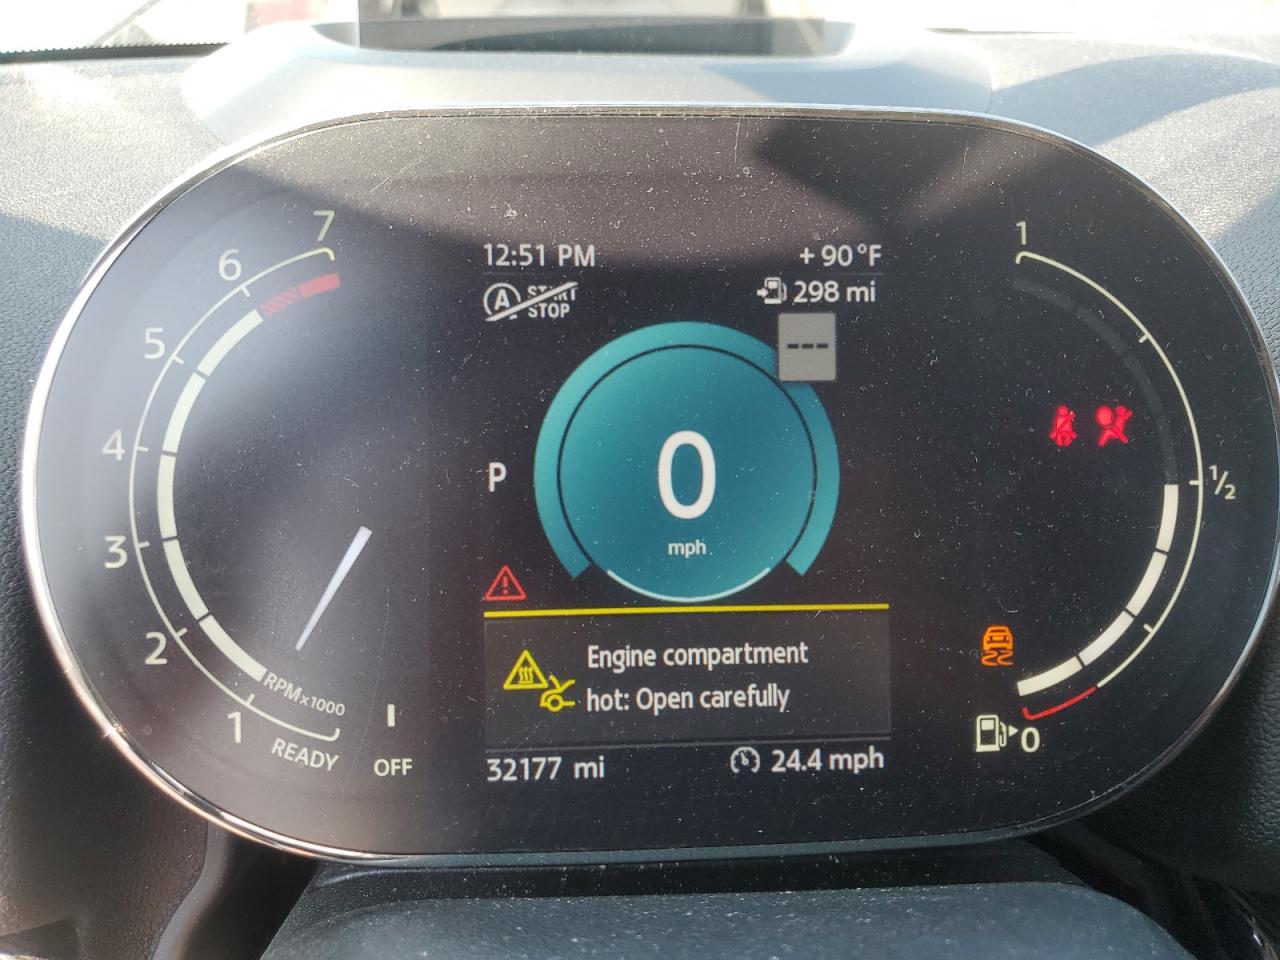 12:51 PM
+ 90°F
A START STOP
298 mi
---
7
6
5
4
3
2
1
RPMx1000
READY
OFF
P
0
mph
Engine compartment
hot: Open carefully
32177 mi
24.4 mph
1
1/2
0